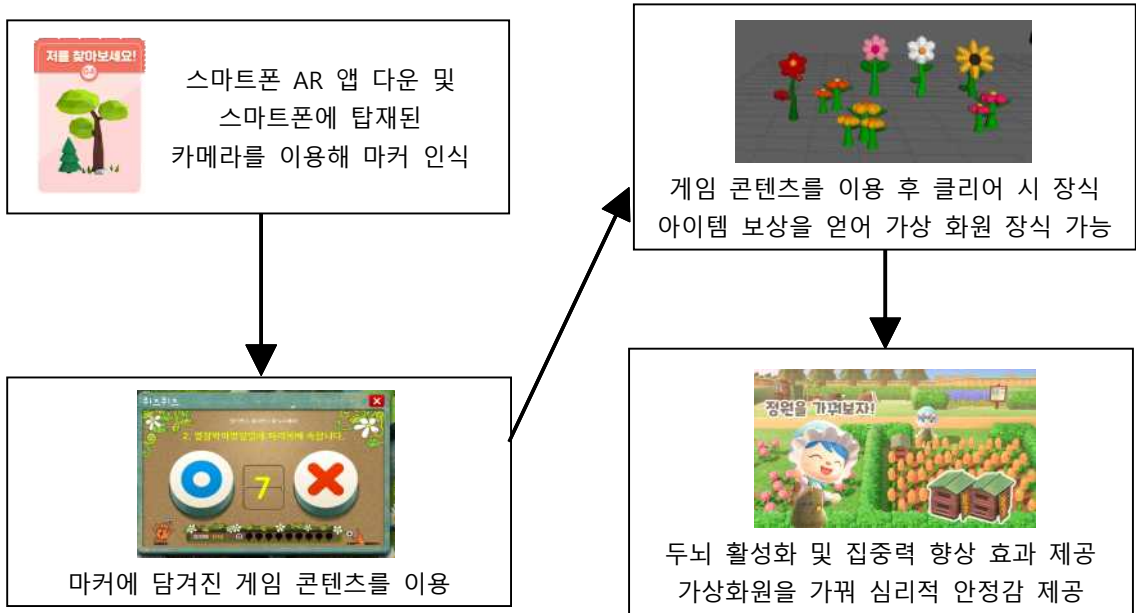 저를 찾아보세요!
04
스마트폰 AR 앱 다운 및
스마트폰에 탑재된
카메라를 이용해 마커 인식
퀴즈퀴즈
7
마커에 담겨진 게임 콘텐츠를 이용
게임 콘텐츠를 이용 후 클리어 시 장식
아이템 보상을 얻어 가상 화원 장식 가능
정원을 가꿔보자!
두뇌 활성화 및 집중력 향상 효과 제공
가상화원을 가꿔 심리적 안정감 제공